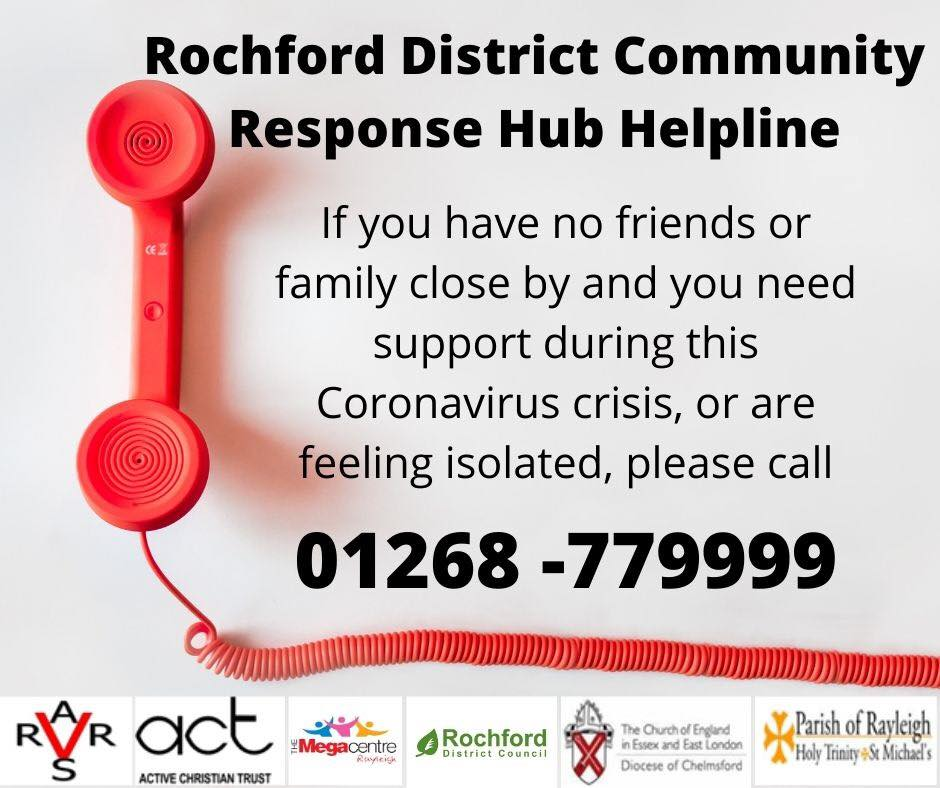 Rochford District Community
Response Hub Helpline
If you have no friends or
family close by and you need
support during this
Coronavirus crisis, or are
feeling isolated, please call
01268 -779999
CE
RAVRS
act
ACTIVE CHRISTIAN TRUST
THE Megacentre
Rayleigh
Rochford
District Council
The Church of England
in Essex and East London
Diocese of Chelmsford
Parish of Rayleigh
Holy Trinity St Michael's